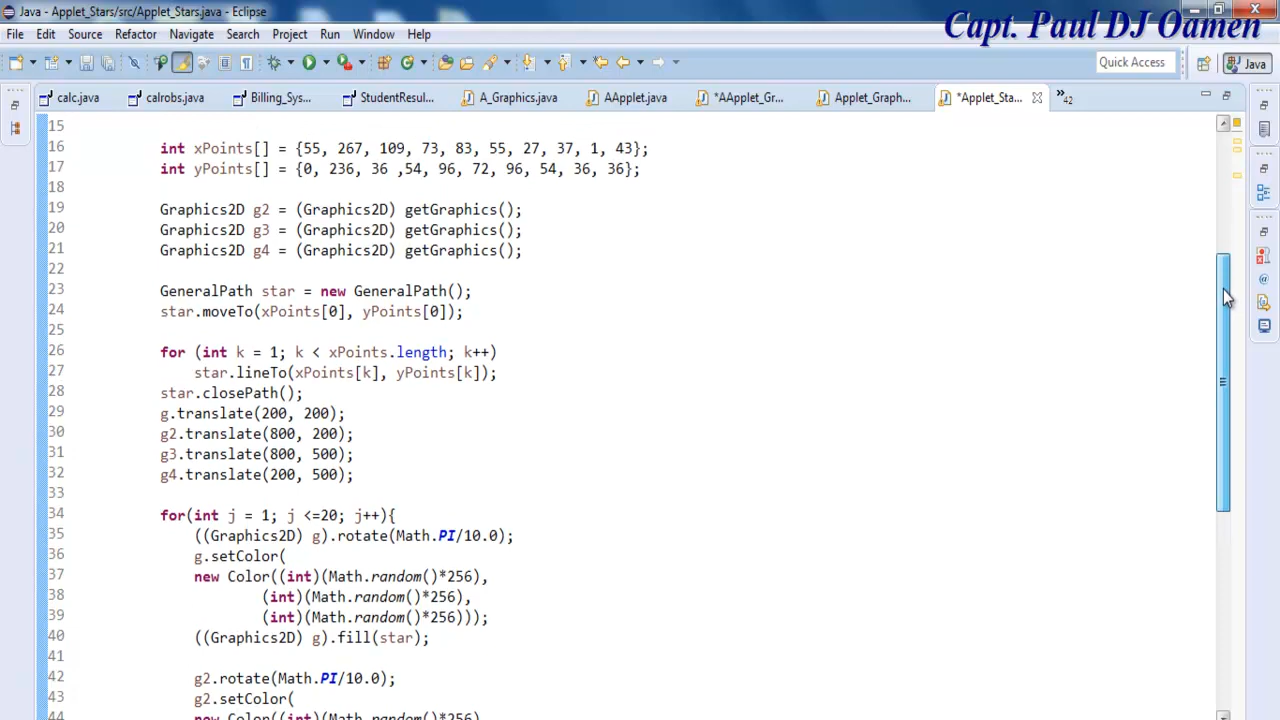 Java - Applet_Stars/src/Applet_Stars.java - Eclipse
Capt. Paul DJ Oamen
File Edit Source Refactor Navigate Search Project Run Window Help
Quick Access
Java
calc.java calrobs.java Billing_Sys... StudentResul... A_Graphics.java AApplet.java *AApplet_Gr... Applet_Graph... *Applet_Sta... 42
15
16 int xPoints[] = {55, 267, 109, 73, 83, 55, 27, 37, 1, 43};
17 int yPoints[] = {0, 236, 36 ,54, 96, 72, 96, 54, 36, 36};
18
19 Graphics2D g2 = (Graphics2D) getGraphics();
20 Graphics2D g3 = (Graphics2D) getGraphics();
21 Graphics2D g4 = (Graphics2D) getGraphics();
22
23 GeneralPath star = new GeneralPath();
24 star.moveTo(xPoints[0], yPoints[0]);
25
26 for (int k = 1; k < xPoints.length; k++)
27 star.lineTo(xPoints[k], yPoints[k]);
28 star.closePath();
29 g.translate(200, 200);
30 g2.translate(800, 200);
31 g3.translate(800, 500);
32 g4.translate(200, 500);
33
34 for(int j = 1; j <=20; j++){
35 ((Graphics2D) g).rotate(Math.PI/10.0);
36 g.setColor(
37 new Color((int)(Math.random()*256),
38 (int)(Math.random()*256),
39 (int)(Math.random()*256)));
40 ((Graphics2D) g).fill(star);
41
42 g2.rotate(Math.PI/10.0);
43 g2.setColor(
44 new Color((int)(Math.random()*256),